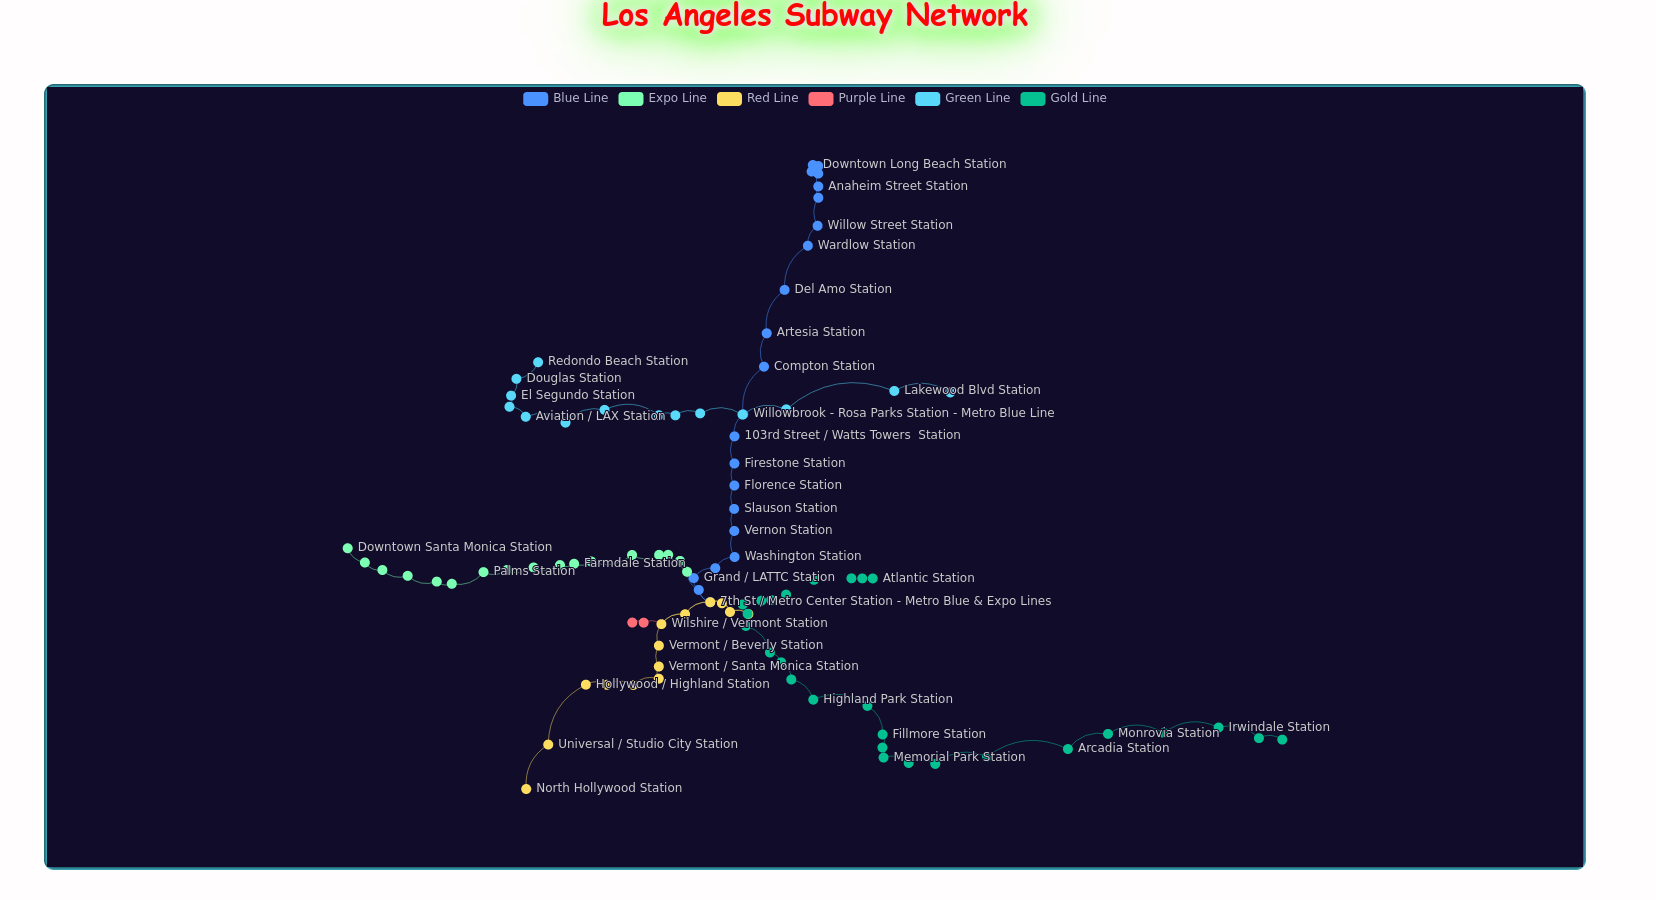 Los Angeles Subway Network
Blue Line
Expo Line
Red Line
Purple Line
Green Line
Gold Line
Downtown Long Beach Station
Anaheim Street Station
Willow Street Station
Wardlow Station
Del Amo Station
Artesia Station
Compton Station
Redondo Beach Station
Douglas Station
Lakewood Blvd Station
El Segundo Station
Willowbrook - Rosa Parks Station - Metro Blue Line
Aviation / LAX Station
103rd Street / Watts Towers  Station
Firestone Station
Florence Station
Slauson Station
Vernon Station
Downtown Santa Monica Station
Washington Station
Farmdale Station
Palms Station
Grand / LATTC Station
Atlantic Station
7th St / Metro Center Station - Metro Blue & Expo Lines
Wilshire / Vermont Station
Vermont / Beverly Station
Vermont / Santa Monica Station
Hollywood / Highland Station
Highland Park Station
Irwindale Station
Fillmore Station
Monrovia Station
Universal / Studio City Station
Arcadia Station
Memorial Park Station
North Hollywood Station